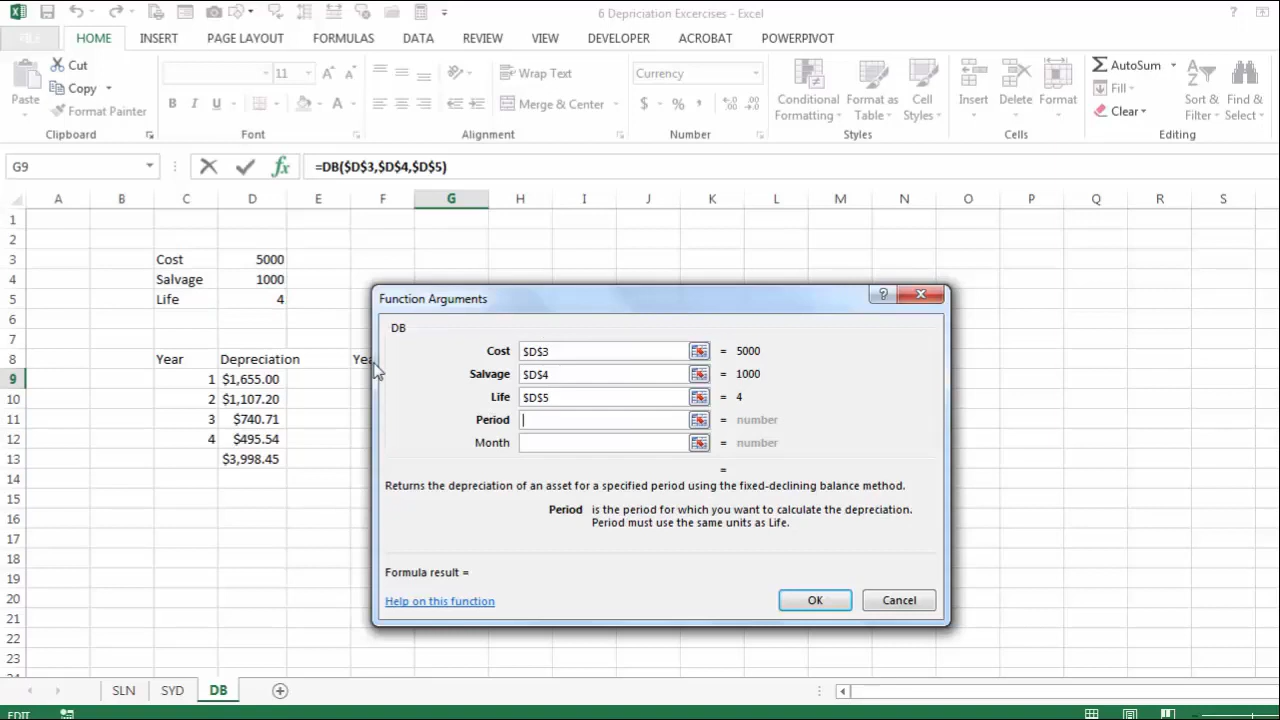 6 Depriciation Excercises - Excel
FILE HOME INSERT PAGE LAYOUT FORMULAS DATA REVIEW VIEW DEVELOPER ACROBAT POWERPIVOT
Paste
Cut
Copy
Format Painter
Clipboard
11
A A
B I U
A
Font
Wrap Text
Merge & Center
Alignment
Currency
$ %
Number
Conditional Formatting
Format as Table
Cell Styles
Styles
Insert
Delete
Format
Cells
AutoSum
Fill
Clear
Sort & Filter
Find & Select
Editing
G9 fx =DB($D$3,$D$4,$D$5)
A B C D E F G H I J K L M N O P Q R S
1
2
3 Cost 5000
4 Salvage 1000
5 Life 4
6
7
8 Year Depreciation Yea
9 1 $1,655.00
10 2 $1,107.20
11 3 $740.71
12 4 $495.54
13 $3,998.45
14
15
16
17
18
19
20
21
22
23
Function Arguments
DB
Cost $D$3 = 5000
Salvage $D$4 = 1000
Life $D$5 = 4
Period = number
Month = number
=
Returns the depreciation of an asset for a specified period using the fixed-declining balance method.
Period is the period for which you want to calculate the depreciation.
Period must use the same units as Life.
Formula result =
Help on this function
OK Cancel
SLN SYD DB
EDIT